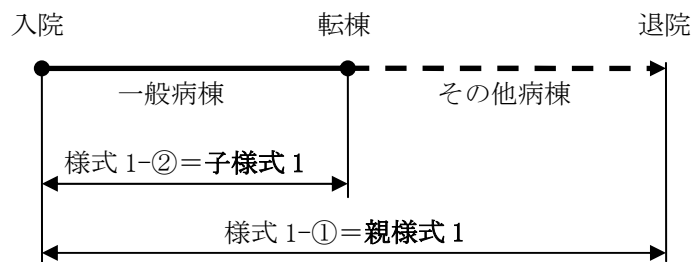 入院 転棟 退院
一般病棟 その他病棟
様式 1-②＝子様式 1
様式 1-①＝親様式 1